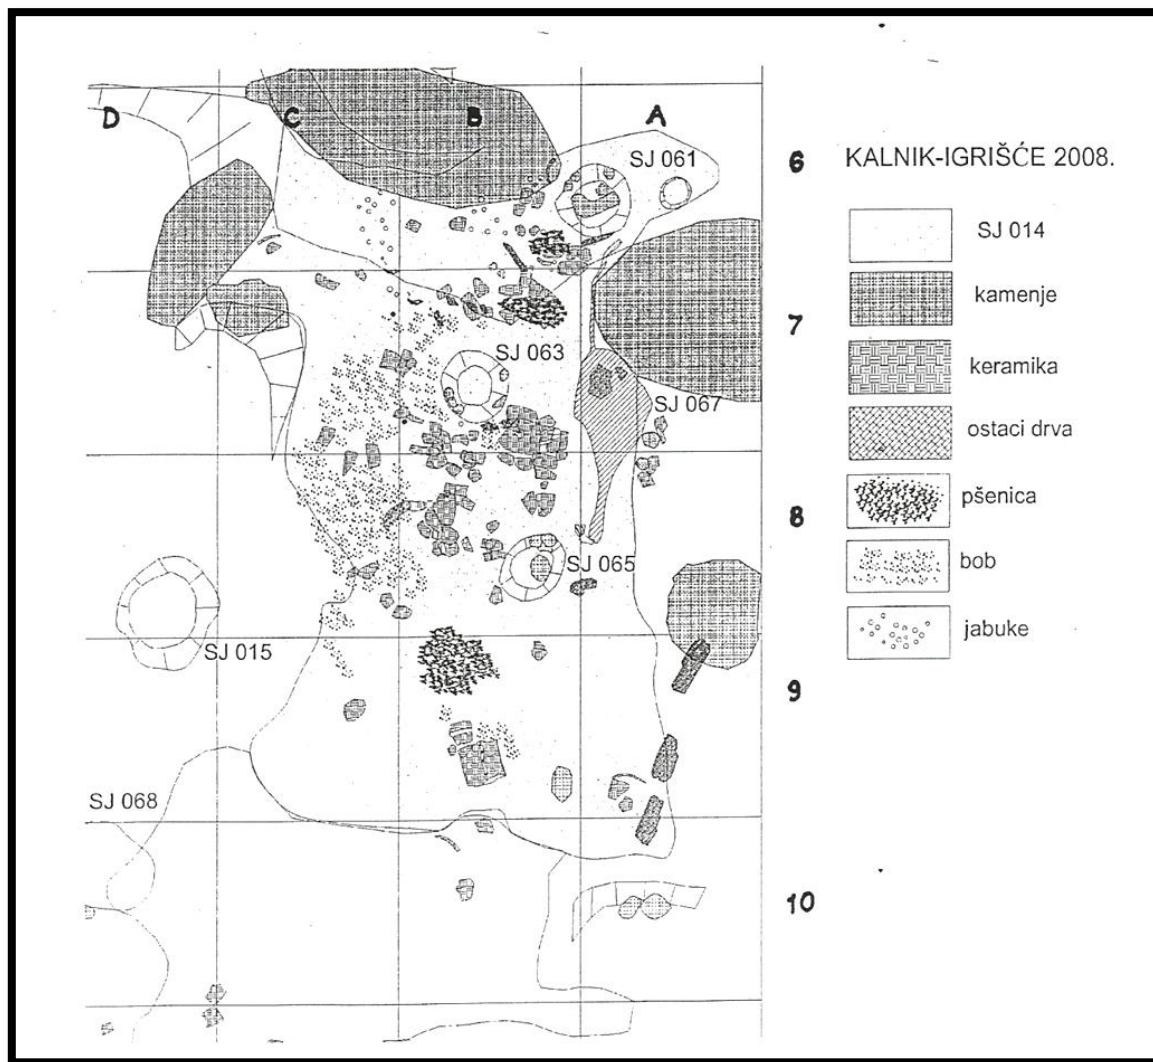 D
C
B
A
SJ 061
6
KALNIK-IGRIŠĆE 2008.
SJ 014
kamenje
7
SJ 063
keramika
SJ 067
ostaci drva
pšenica
8
SJ 065
bob
jabuke
SJ 015
9
SJ 068
10